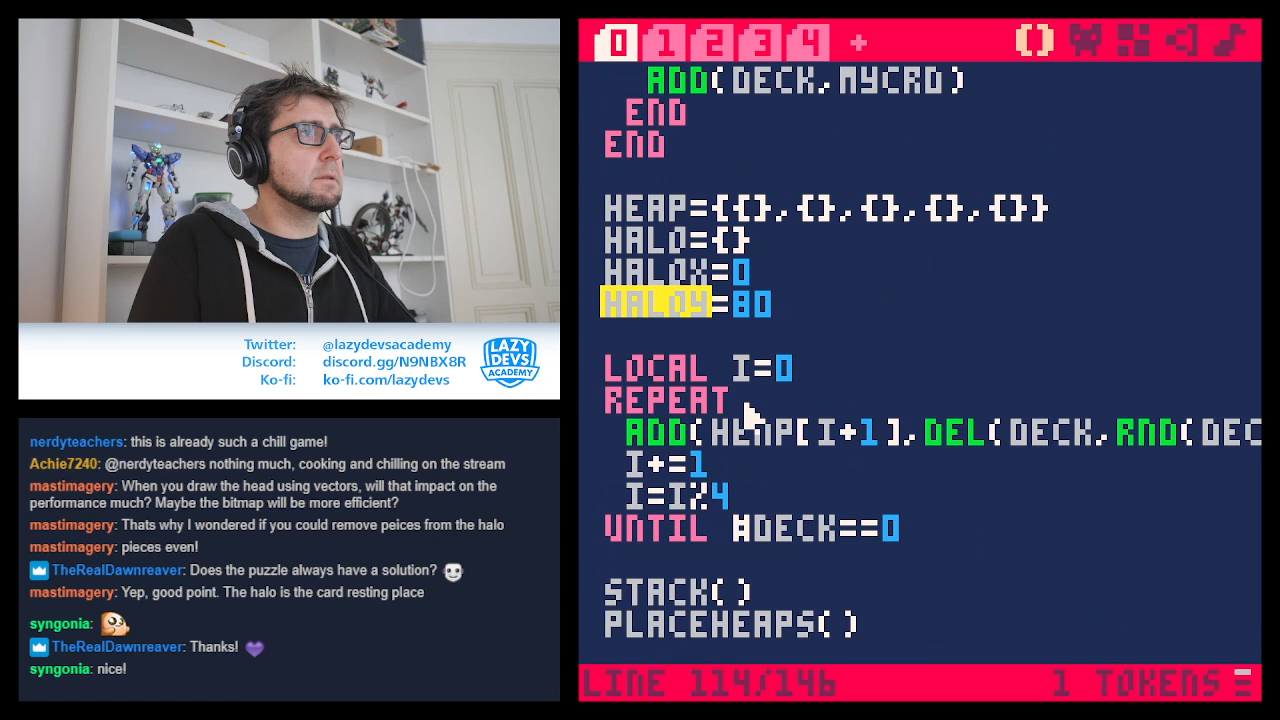 Twitter: @lazydevsacademy
Discord: discord.gg/N9NBX8R
Ko-fi: ko-fi.com/lazydevs
LAZY
DEVS
ACADEMY
nerdyteachers: this is already such a chill game!
Achie7240: @nerdyteachers nothing much, cooking and chilling on the stream
mastimagery: When you draw the head using vectors, will that impact on the
performance much? Maybe the bitmap will be more efficient?
mastimagery: Thats why I wondered if you could remove peices from the halo
mastimagery: pieces even!
TheRealDawnreaver: Does the puzzle always have a solution?
mastimagery: Yep, good point. The halo is the card resting place
syngonia:
TheRealDawnreaver: Thanks!
syngonia: nice!
0 1 2 3 4 +
ADD(DECK,MYCRD)
END
END
HEAP={{},{},{},{},{}}
HALO={}
HALOX=0
HALOY=80
LOCAL I=0
REPEAT
ADD(HEAP[I+1],DEL(DECK,RND(DEC
I+=1
I=I%4
UNTIL #DECK==0
STACK()
PLACEHEAPS()
LINE 114/146 1 TOKENS